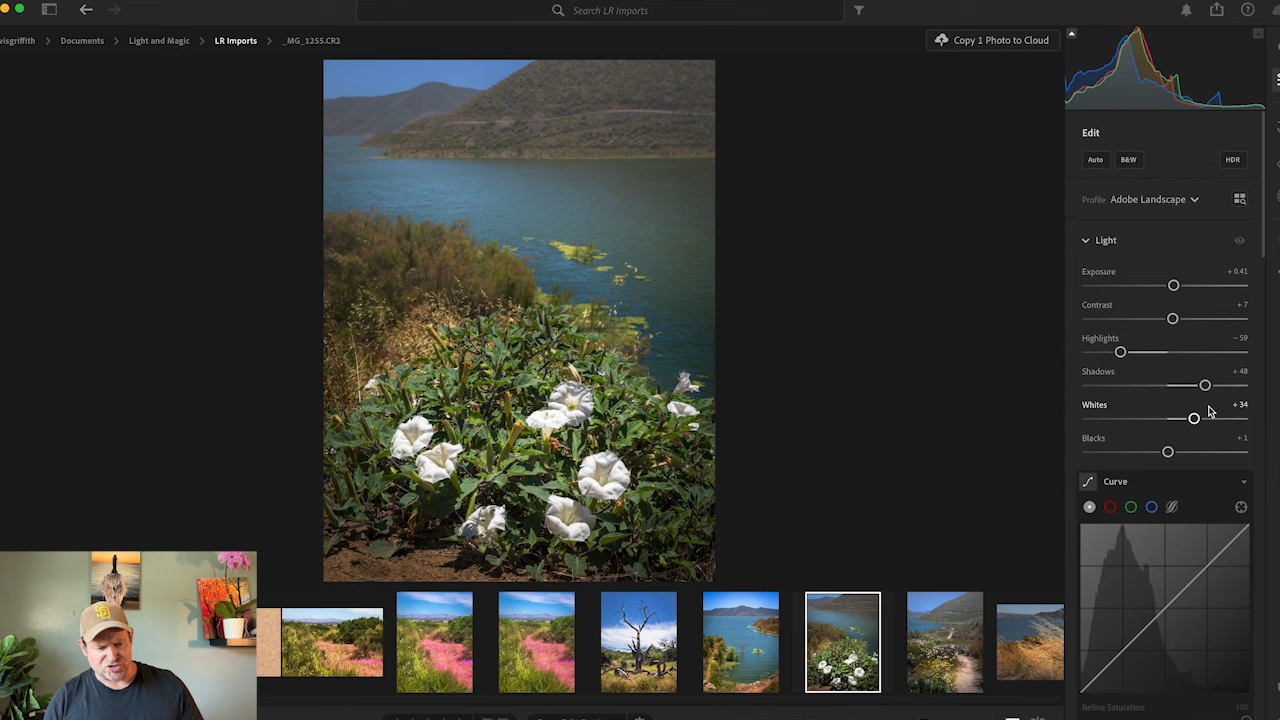 Search LR Imports
visgriffith > Documents > Light and Magic > LR Imports > _MG_1255.CR2
Copy 1 Photo to Cloud
Edit
Auto B&W HDR
Profile Adobe Landscape
Light
Exposure + 0.41
Contrast + 7
Highlights – 59
Shadows + 48
Whites + 34
Blacks + 1
Curve
Refine Saturation 100